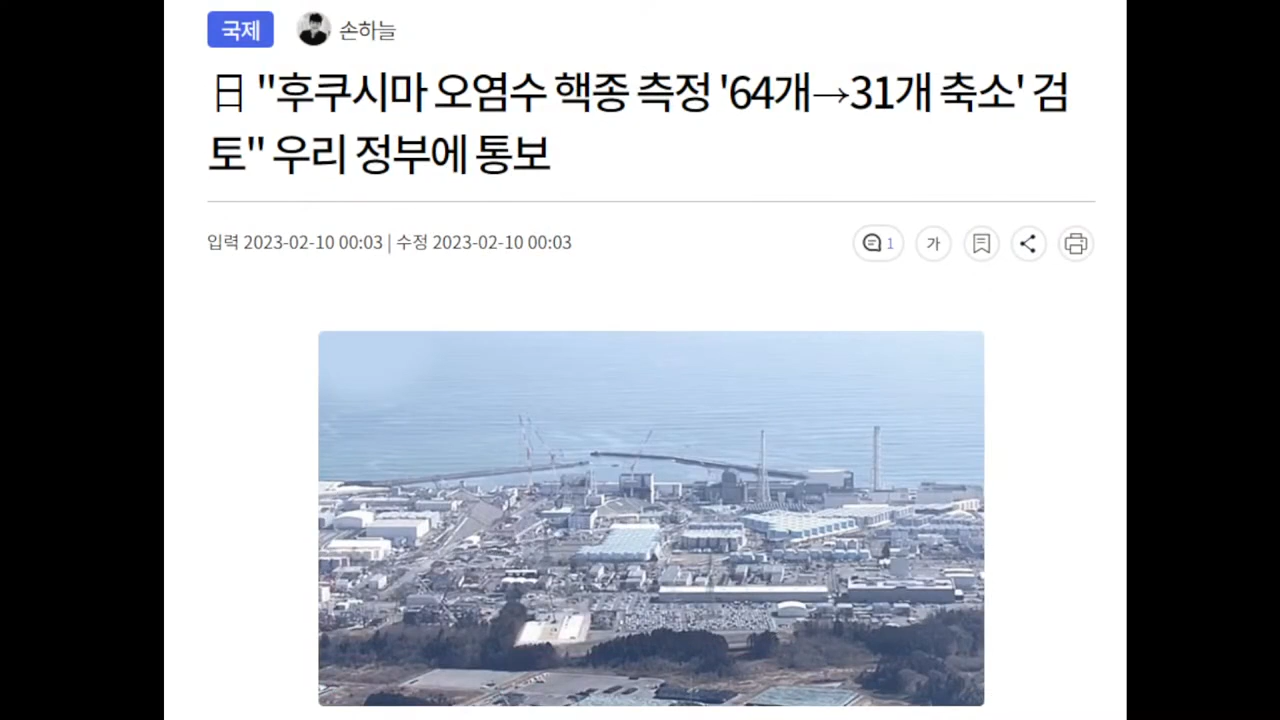 국제 손하늘
日 "후쿠시마 오염수 핵종 측정 '64개→31개 축소' 검
토" 우리 정부에 통보
입력 2023-02-10 00:03 | 수정 2023-02-10 00:03 1 가